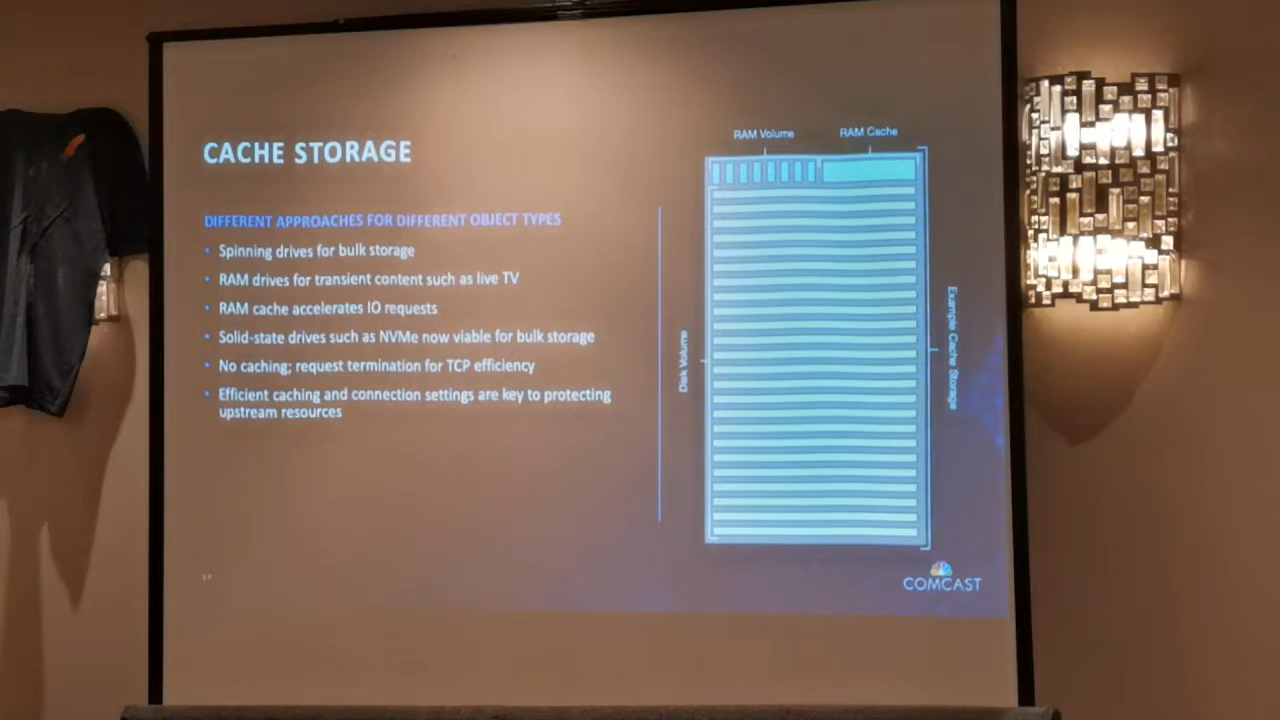 CACHE STORAGE
DIFFERENT APPROACHES FOR DIFFERENT OBJECT TYPES
• Spinning drives for bulk storage
• RAM drives for transient content such as live TV
• RAM cache accelerates IO requests
• Solid-state drives such as NVMe now viable for bulk storage
• No caching; request termination for TCP efficiency
• Efficient caching and connection settings are key to protecting
upstream resources
RAM Volume
RAM Cache
Disk Volume
Example Cache Storage
COMCAST